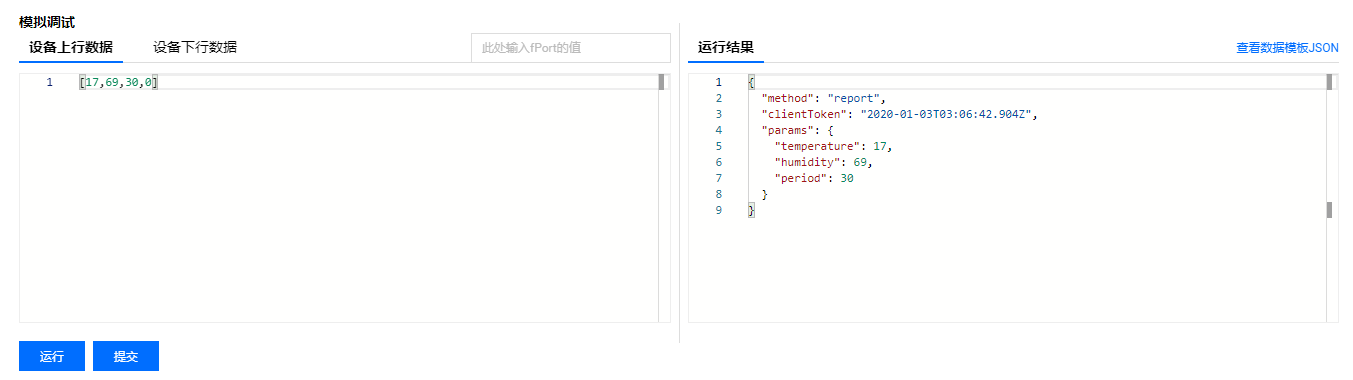 模拟调试
设备上行数据 设备下行数据 此处输入fPort的值
1 [17,69,30,0]
运行结果 查看数据模板JSON
1 {
2 "method": "report",
3 "clientToken": "2020-01-03T03:06:42.904Z",
4 "params": {
5 "temperature": 17,
6 "humidity": 69,
7 "period": 30
8 }
9 }
运行 提交